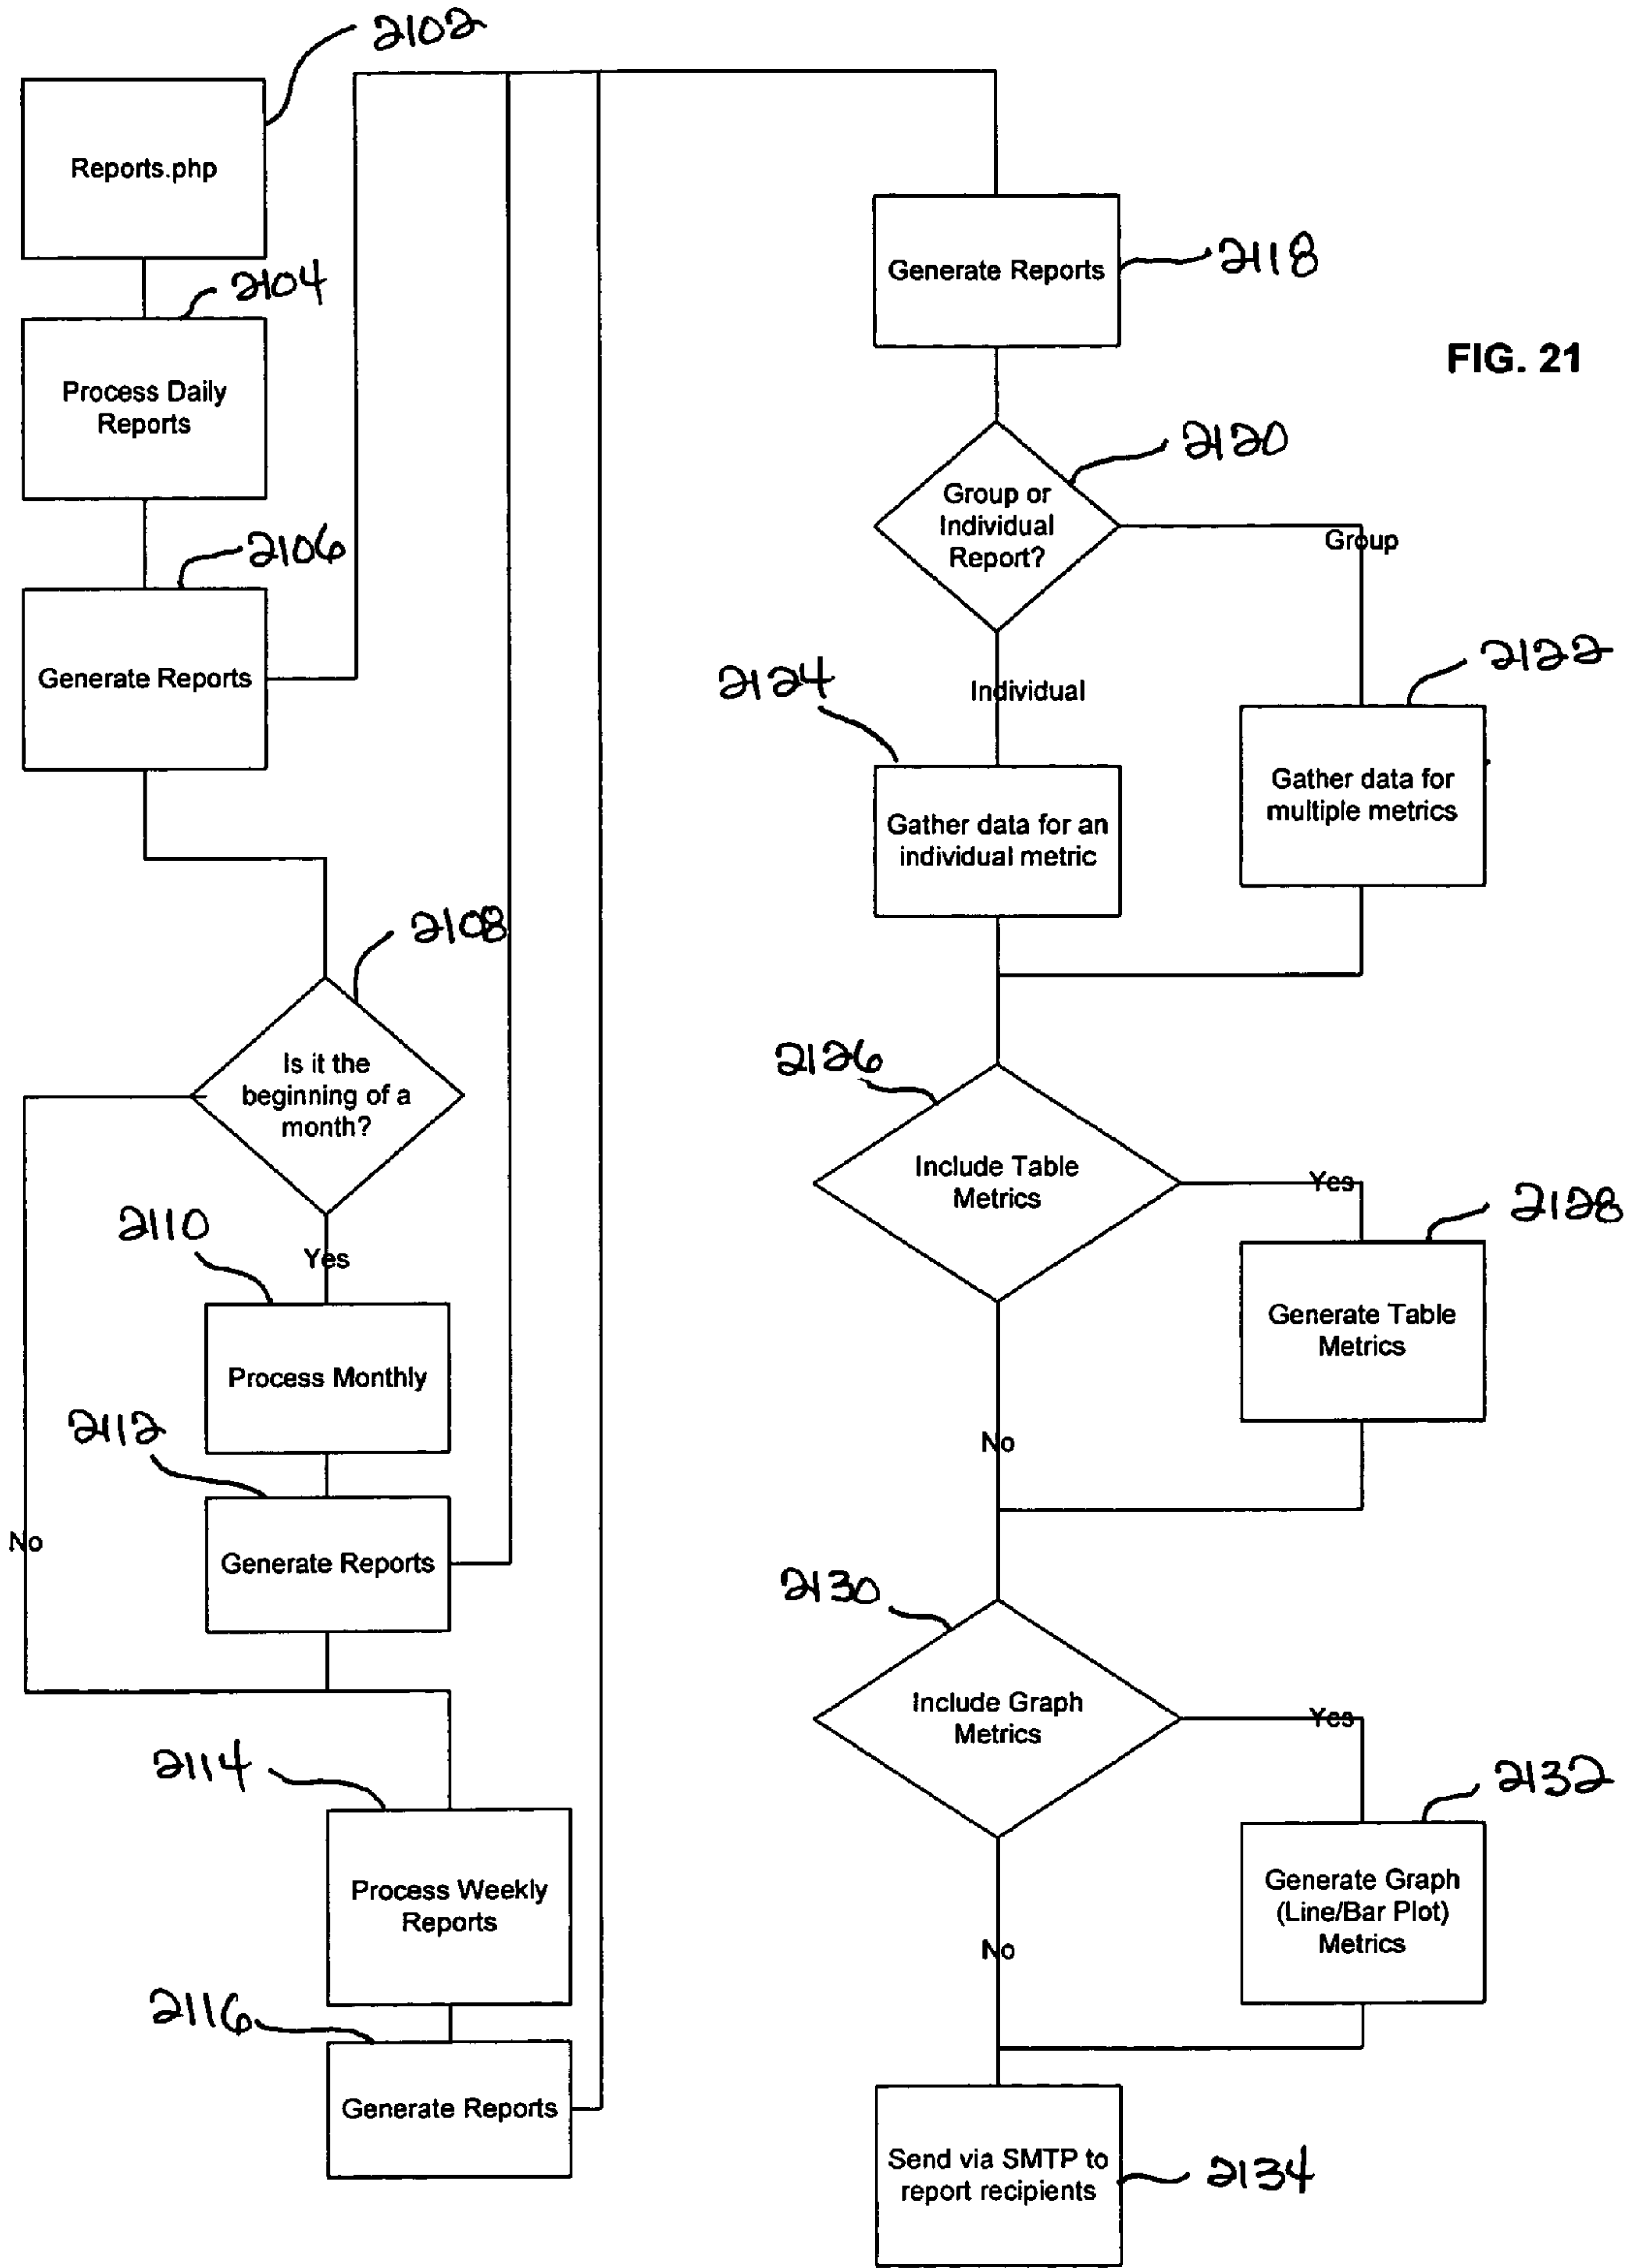 2102
Reports.php
2104
Process Daily
Reports
2106
Generate Reports
2108
Is it the
beginning of a
month?
2110
Yes
Process Monthly
2112
No
Generate Reports
2114
Process Weekly
Reports
2116
Generate Reports
Generate Reports
2118
FIG. 21
2120
Group or
Individual
Report?
Group
2122
2124
Individual
Gather data for
multiple metrics
Gather data for an
individual metric
2126
Include Table
Metrics
Yes
2128
Generate Table
Metrics
No
2130
Include Graph
Metrics
Yes
2132
Generate Graph
(Line/Bar Plot)
Metrics
No
Send via SMTP to
report recipients
2134